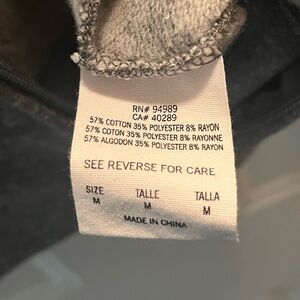 RN# 94989
CA# 40289
57% COTTON 35% POLYESTER 8% RAYON
57% COTON 35% POLYESTER 8% RAYONNE
57% ALGODON 35% POLYESTER 8% RAYON
SEE REVERSE FOR CARE
SIZE TALLE TALLA
M M M
MADE IN CHINA